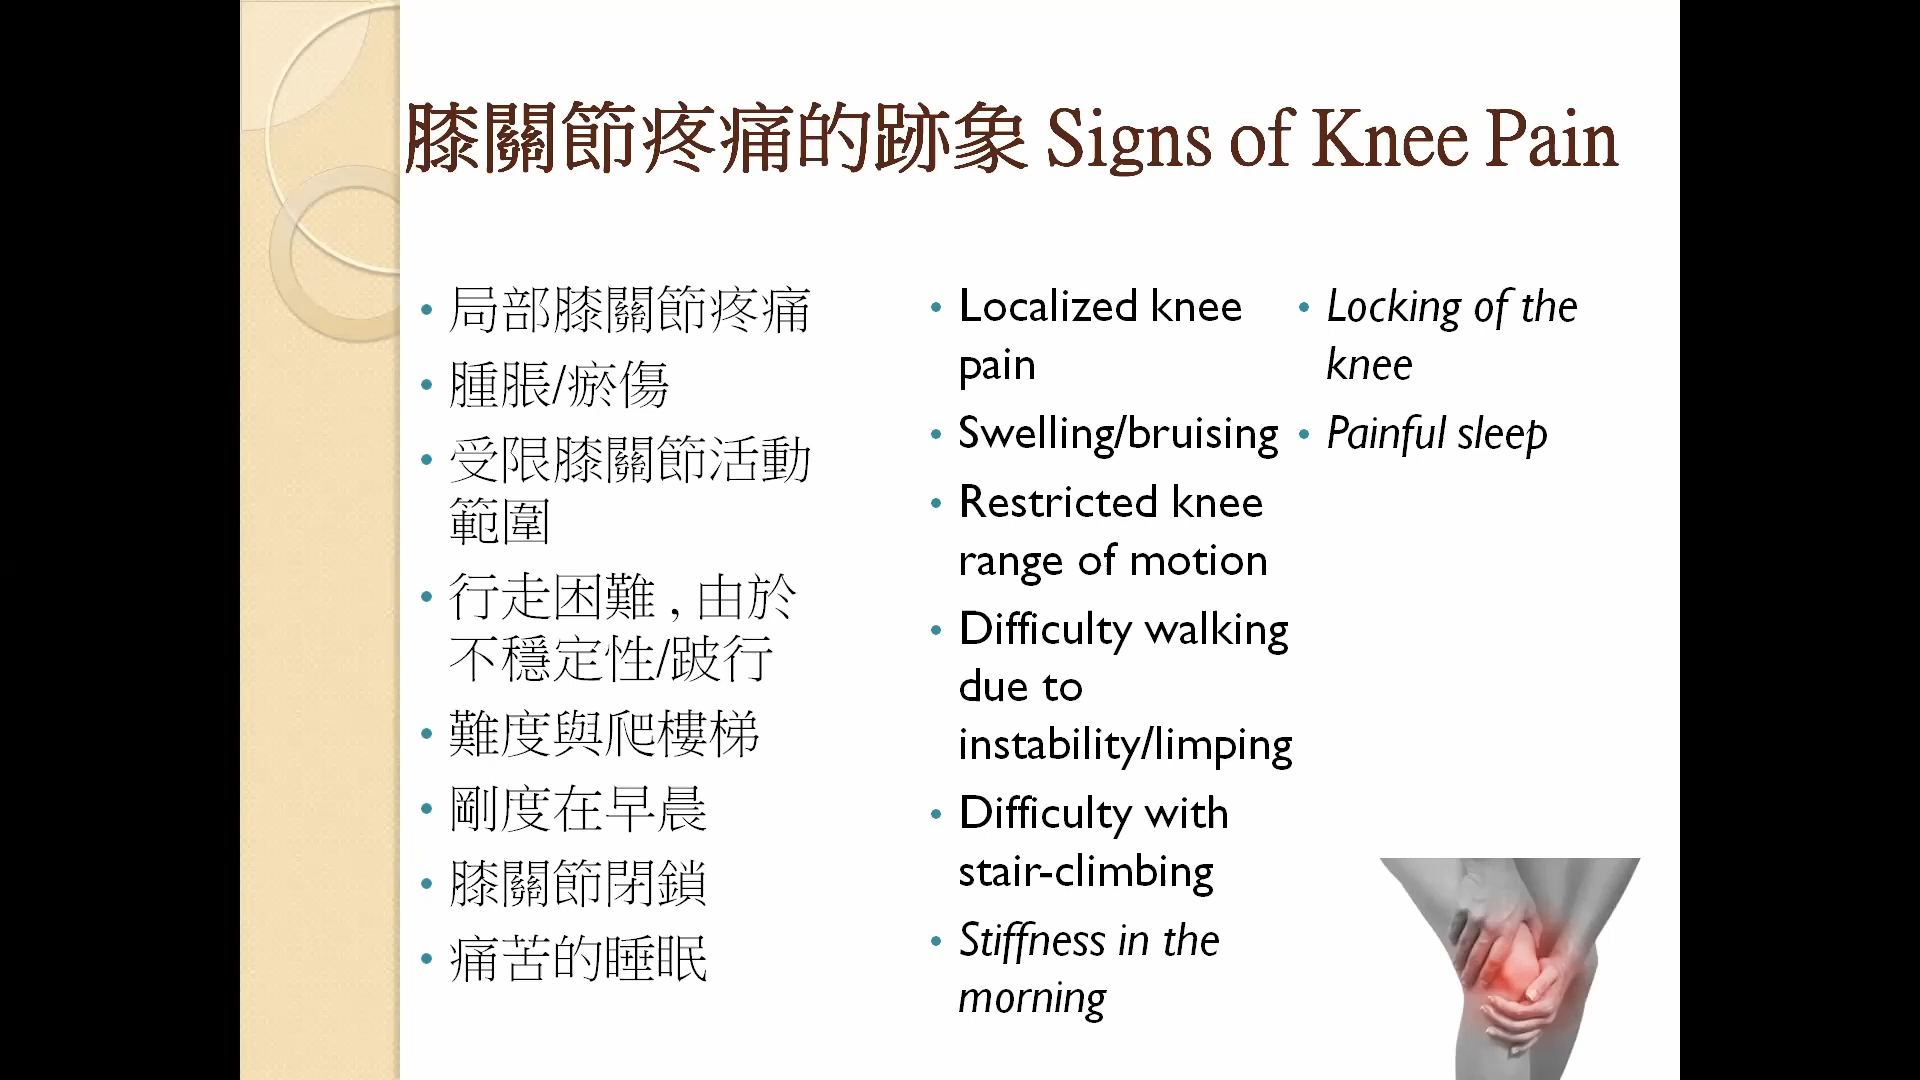 膝關節疼痛的跡象 Signs of Knee Pain
• 局部膝關節疼痛
• 腫脹/瘀傷
• 受限膝關節活動
範圍
• 行走困難 , 由於
不穩定性/跛行
• 難度與爬樓梯
• 剛度在早晨
• 膝關節閉鎖
• 痛苦的睡眠
• Localized knee
pain
• Swelling/bruising
• Restricted knee
range of motion
• Difficulty walking
due to
instability/limping
• Difficulty with
stair-climbing
• Stiffness in the
morning
• Locking of the
knee
• Painful sleep